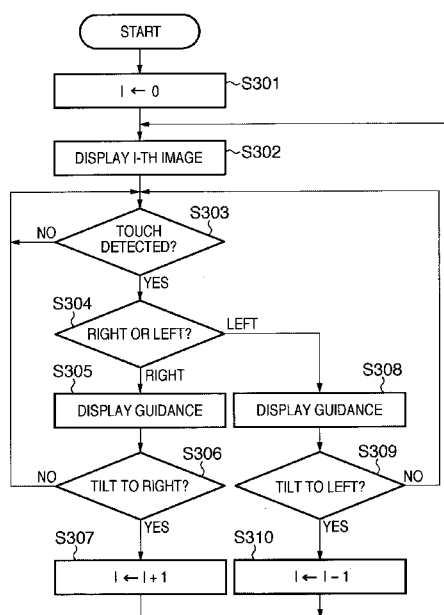 START
S301
I ← 0
DISPLAY I-TH IMAGE
S302
S303
NO
TOUCH
DETECTED?
YES
S304
RIGHT OR LEFT?
LEFT
RIGHT
S305
S308
DISPLAY GUIDANCE
DISPLAY GUIDANCE
S306
S309
NO
TILT TO RIGHT?
TILT TO LEFT?
NO
YES
YES
S307
S310
I ← I + 1
I ← I – 1